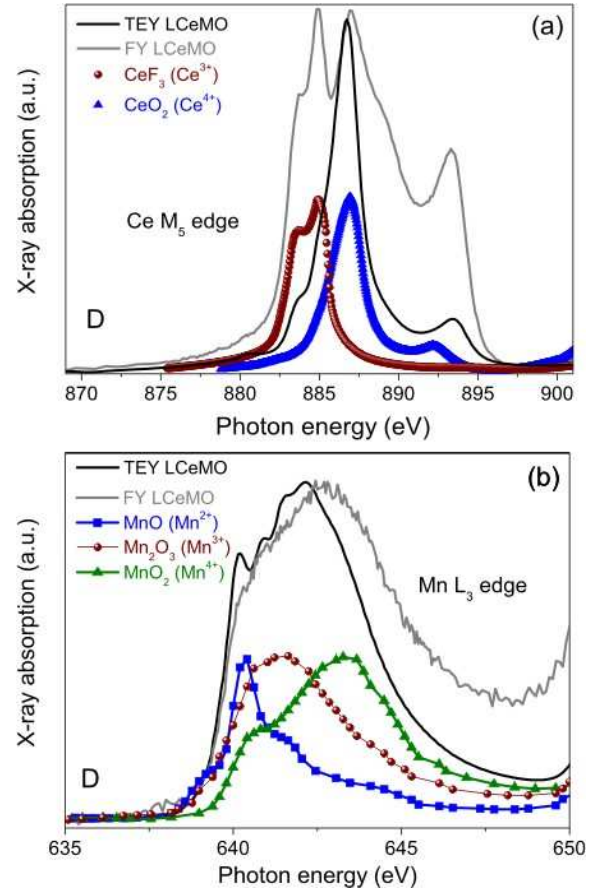 TEY LCeMO
FY LCeMO
CeF₃ (Ce³⁺)
CeO₂ (Ce⁴⁺)
(a)
Ce M₅ edge
D
X-ray absorption (a.u.)
870 875 880 885 890 895 900
Photon energy (eV)
TEY LCeMO
FY LCeMO
MnO (Mn²⁺)
Mn₂O₃ (Mn³⁺)
MnO₂ (Mn⁴⁺)
(b)
Mn L₃ edge
D
X-ray absorption (a.u.)
635 640 645 650
Photon energy (eV)